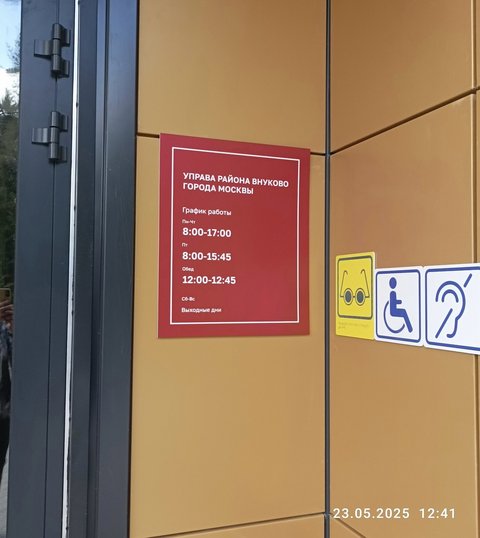 УПРАВА РАЙОНА ВНУКОВО
ГОРОДА МОСКВЫ
График работы
Пн-Чт
8:00-17:00
Пт
8:00-15:45
Обед
12:00-12:45
Сб-Вс
Выходные дни
23.05.2025 12:41